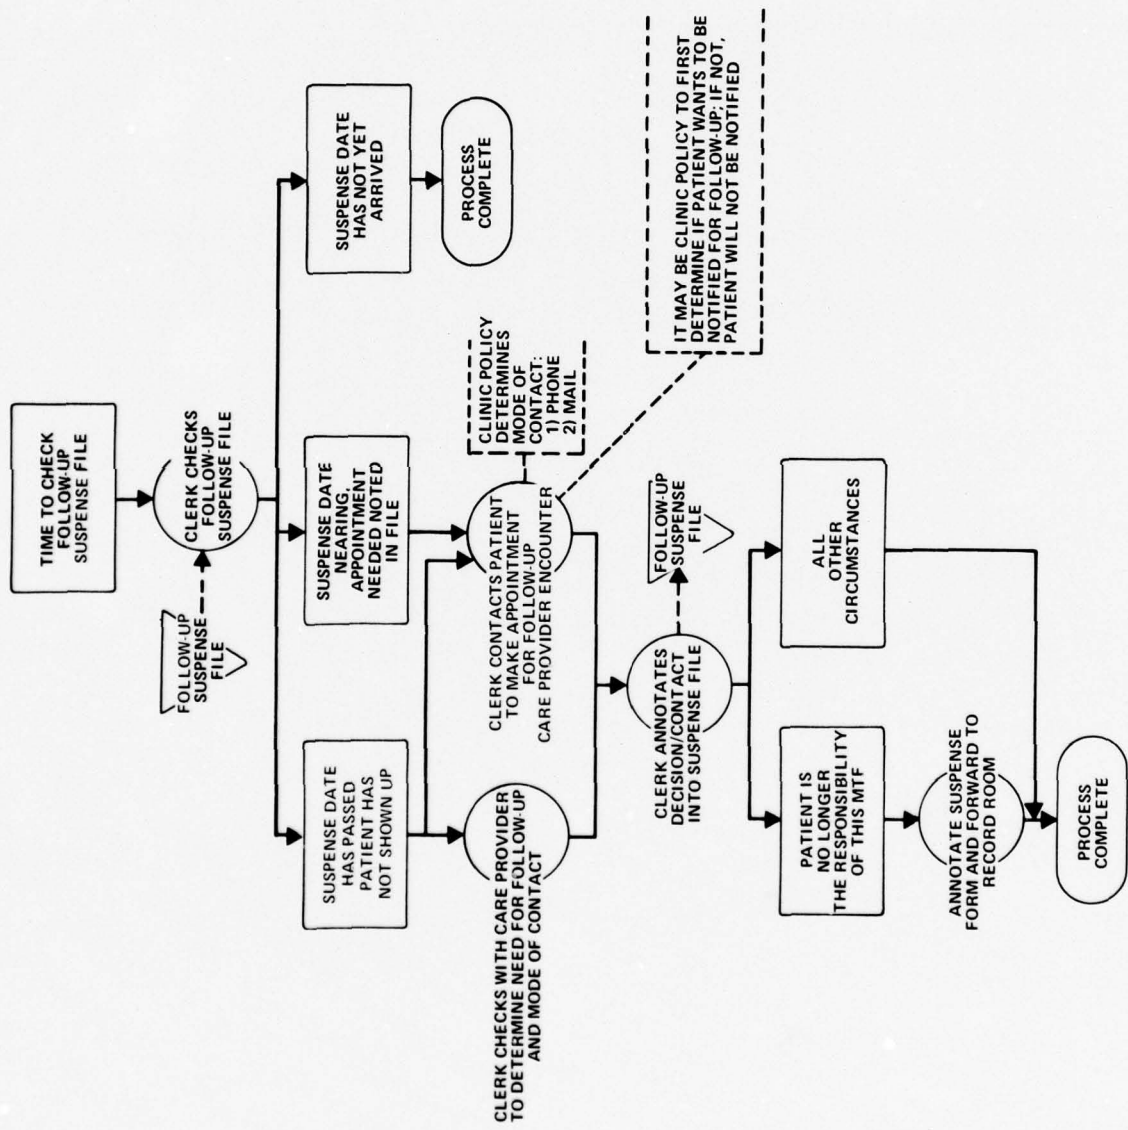 TIME TO CHECK
FOLLOW-UP
SUSPENSE FILE
FOLLOW-UP
SUSPENSE
FILE
CLERK CHECKS
FOLLOW-UP
SUSPENSE FILE
SUSPENSE DATE
HAS PASSED
PATIENT HAS
NOT SHOWN UP
SUSPENSE DATE
NEARING,
APPOINTMENT
NEEDED NOTED
IN FILE
SUSPENSE DATE
HAS NOT YET
ARRIVED
PROCESS
COMPLETE
CLERK CHECKS WITH CARE PROVIDER
TO DETERMINE NEED FOR FOLLOW-UP
AND MODE OF CONTACT
CLERK CONTACTS PATIENT
TO MAKE APPOINTMENT
FOR FOLLOW-UP
CARE PROVIDER ENCOUNTER
CLINIC POLICY
DETERMINES
MODE OF
CONTACT:
1) PHONE
2) MAIL
IT MAY BE CLINIC POLICY TO FIRST
DETERMINE IF PATIENT WANTS TO BE
NOTIFIED FOR FOLLOW-UP; IF NOT,
PATIENT WILL NOT BE NOTIFIED
CLERK ANNOTATES
DECISION/CONTACT
INTO SUSPENSE FILE
FOLLOW-UP
SUSPENSE
FILE
PATIENT IS
NO LONGER
THE RESPONSIBILITY
OF THIS MTF
ALL
OTHER
CIRCUMSTANCES
ANNOTATE SUSPENSE
FORM AND FORWARD TO
RECORD ROOM
PROCESS
COMPLETE